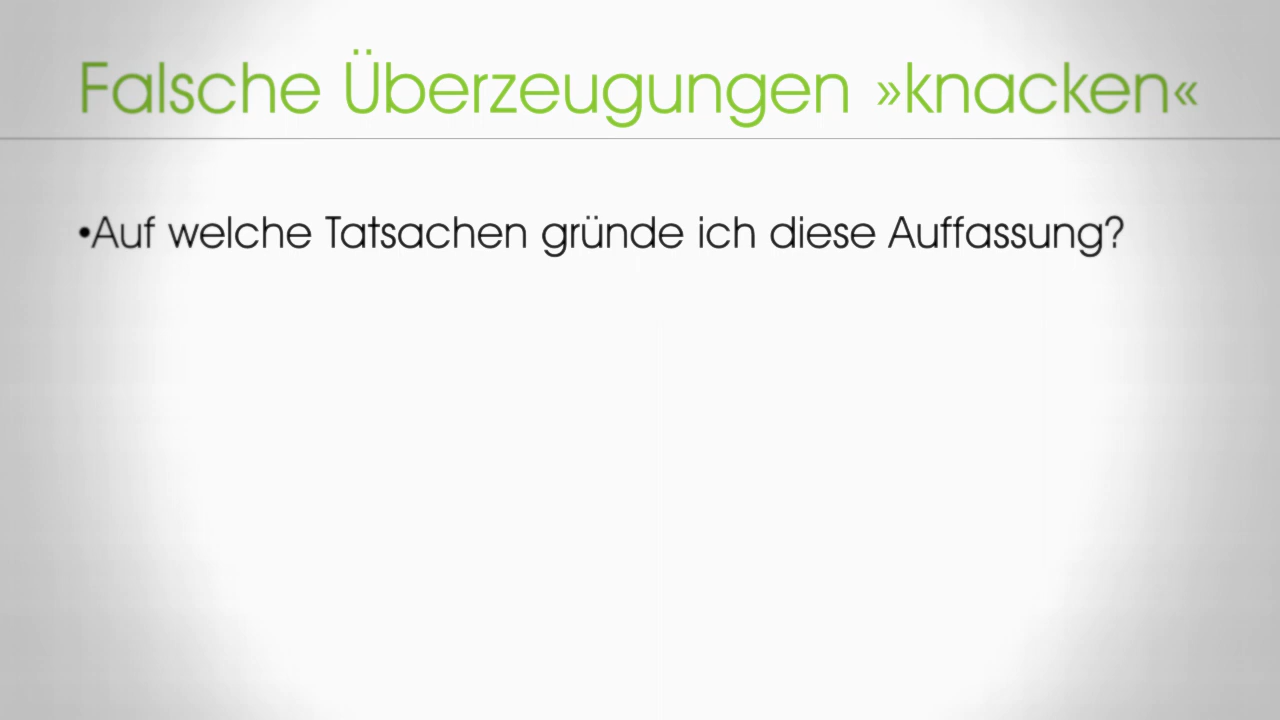 Falsche Überzeugungen »knacken«
•Auf welche Tatsachen gründe ich diese Auffassung?